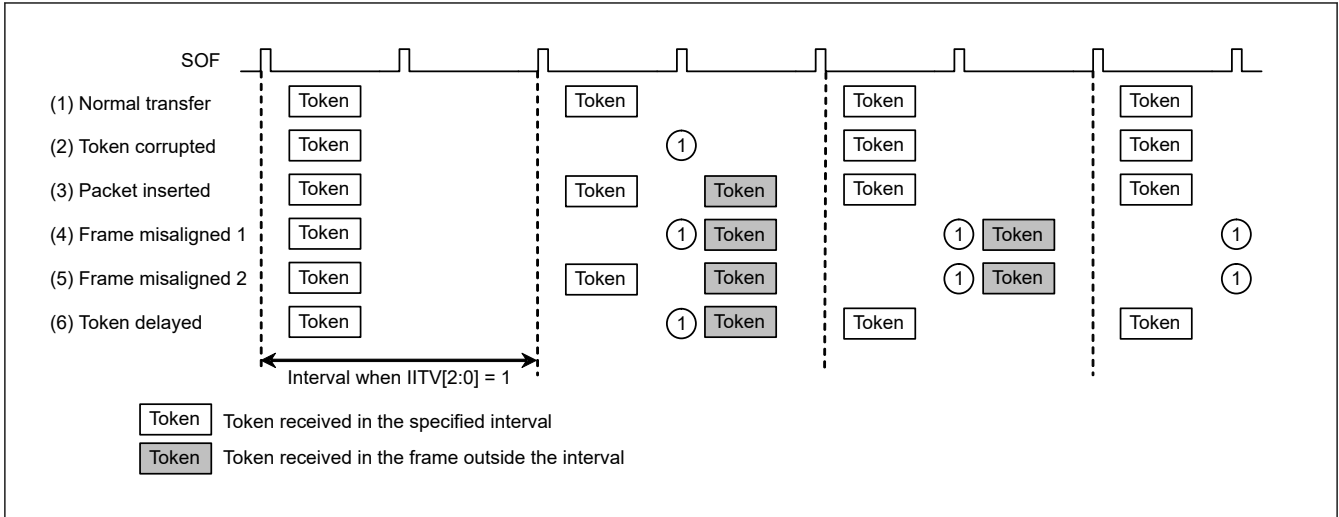 SOF
(1) Normal transfer Token Token Token Token
(2) Token corrupted Token 1 Token Token
(3) Packet inserted Token Token Token Token Token
(4) Frame misaligned 1 Token 1 Token 1 Token 1
(5) Frame misaligned 2 Token Token Token 1 Token 1
(6) Token delayed Token 1 Token Token Token
Interval when IITV[2:0] = 1
Token Token received in the specified interval
Token Token received in the frame outside the interval